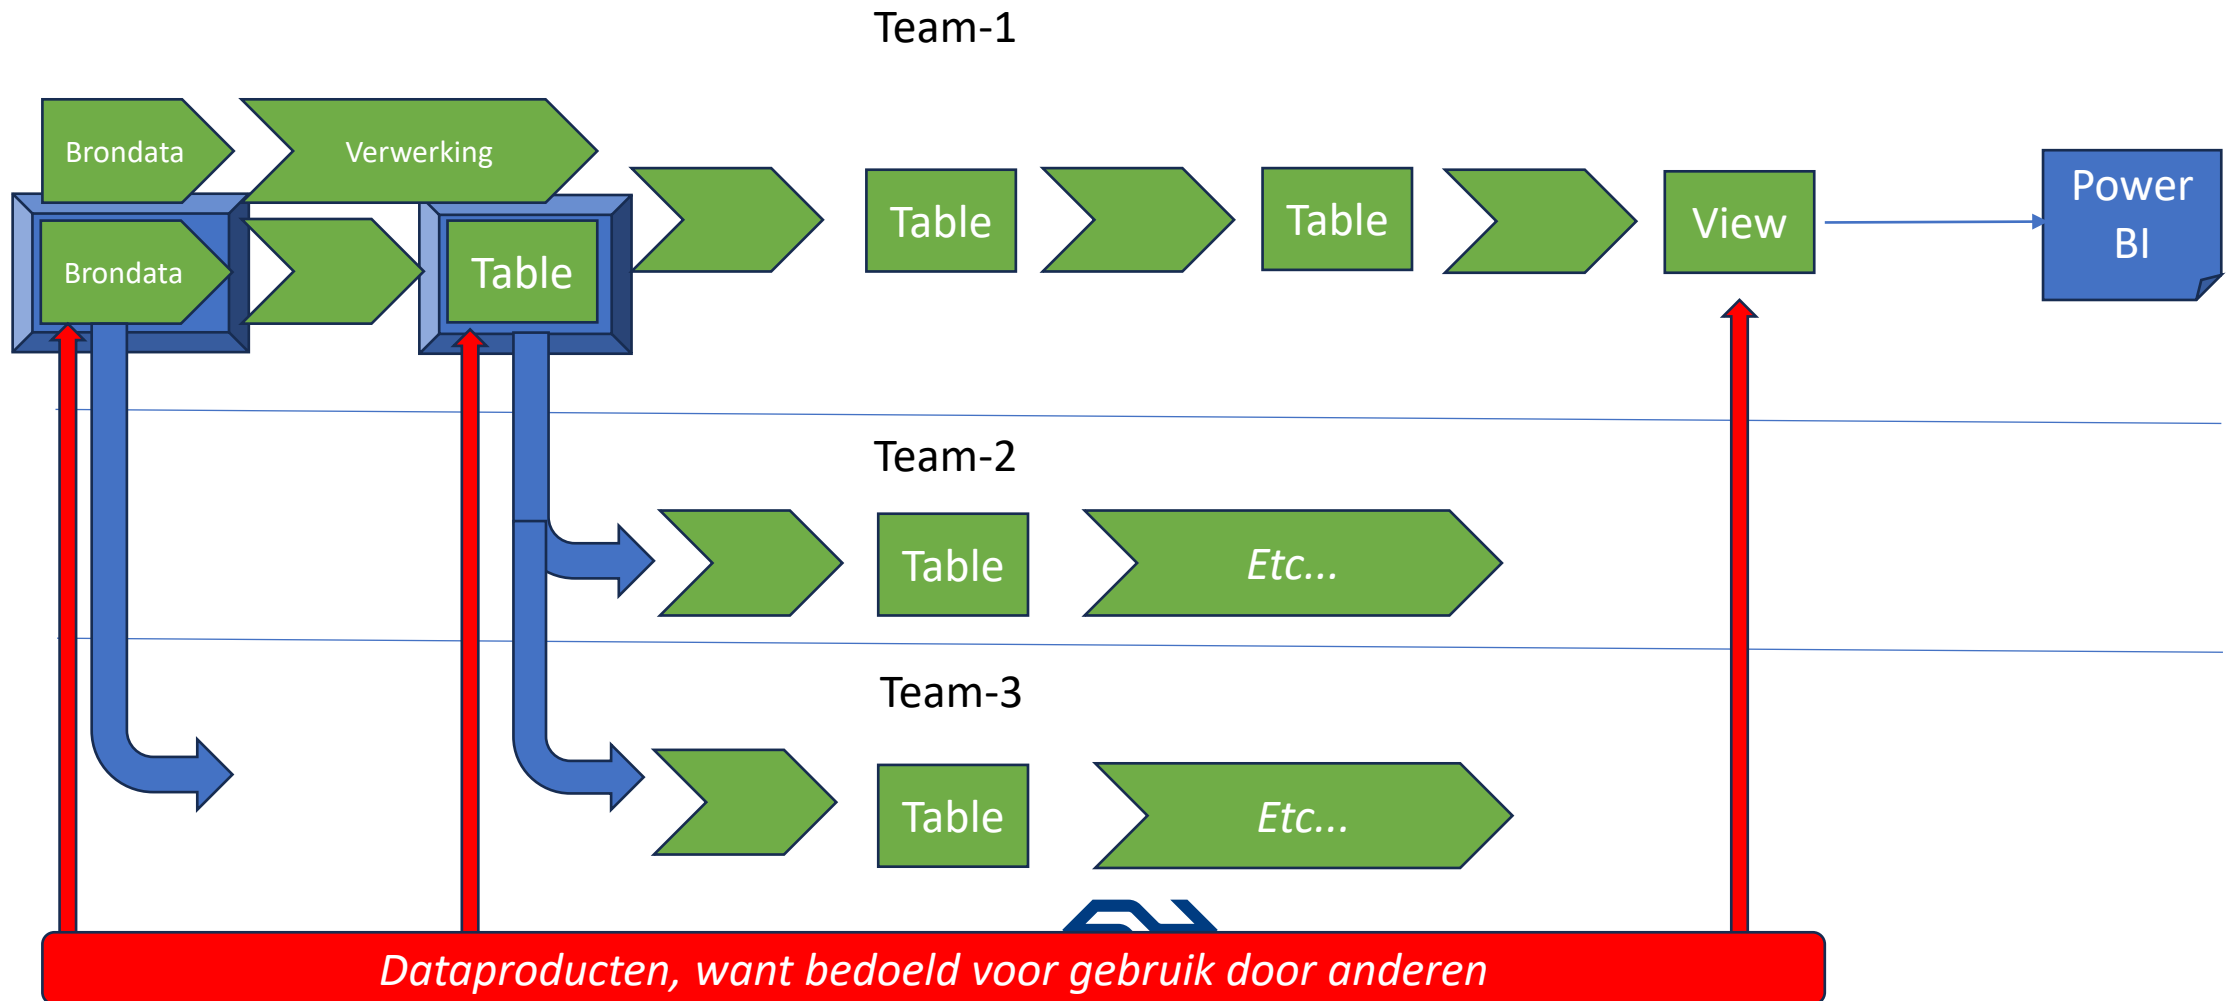 Team-1
Brondata
Verwerking
Brondata
Table
Table
Table
View
Power
BI
Team-2
Table
Etc...
Team-3
Table
Etc...
Dataproducten, want bedoeld voor gebruik door anderen